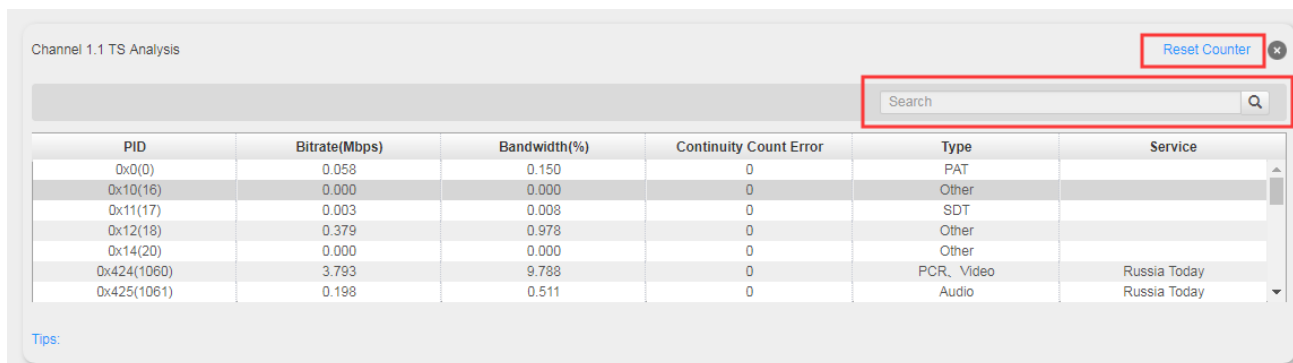 Channel 1.1 TS Analysis Reset Counter
Search
PID Bitrate(Mbps) Bandwidth(%) Continuity Count Error Type Service
0x0(0) 0.058 0.150 0 PAT
0x10(16) 0.000 0.000 0 Other
0x11(17) 0.003 0.008 0 SDT
0x12(18) 0.379 0.978 0 Other
0x14(20) 0.000 0.000 0 Other
0x424(1060) 3.793 9.788 0 PCR、Video Russia Today
0x425(1061) 0.198 0.511 0 Audio Russia Today
Tips: